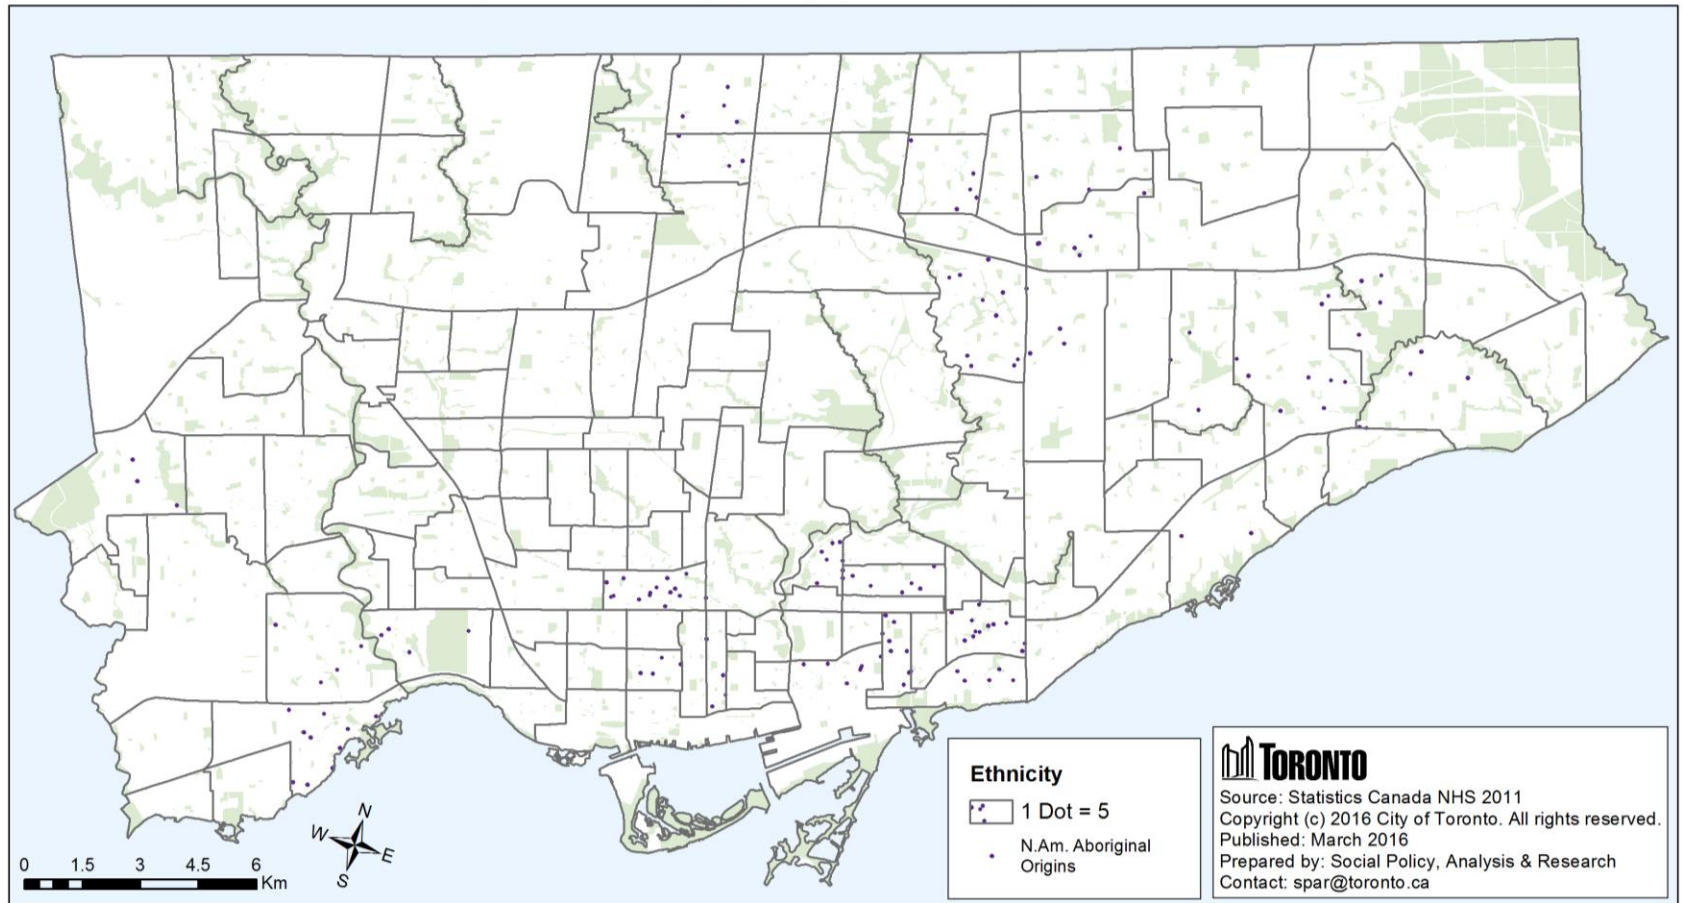 N
W
E
S
0 1.5 3 4.5 6
Km
Ethnicity
1 Dot = 5
N.Am. Aboriginal
Origins
TORONTO
Source: Statistics Canada NHS 2011
Copyright (c) 2016 City of Toronto. All rights reserved.
Published: March 2016
Prepared by: Social Policy, Analysis & Research
Contact: spar@toronto.ca